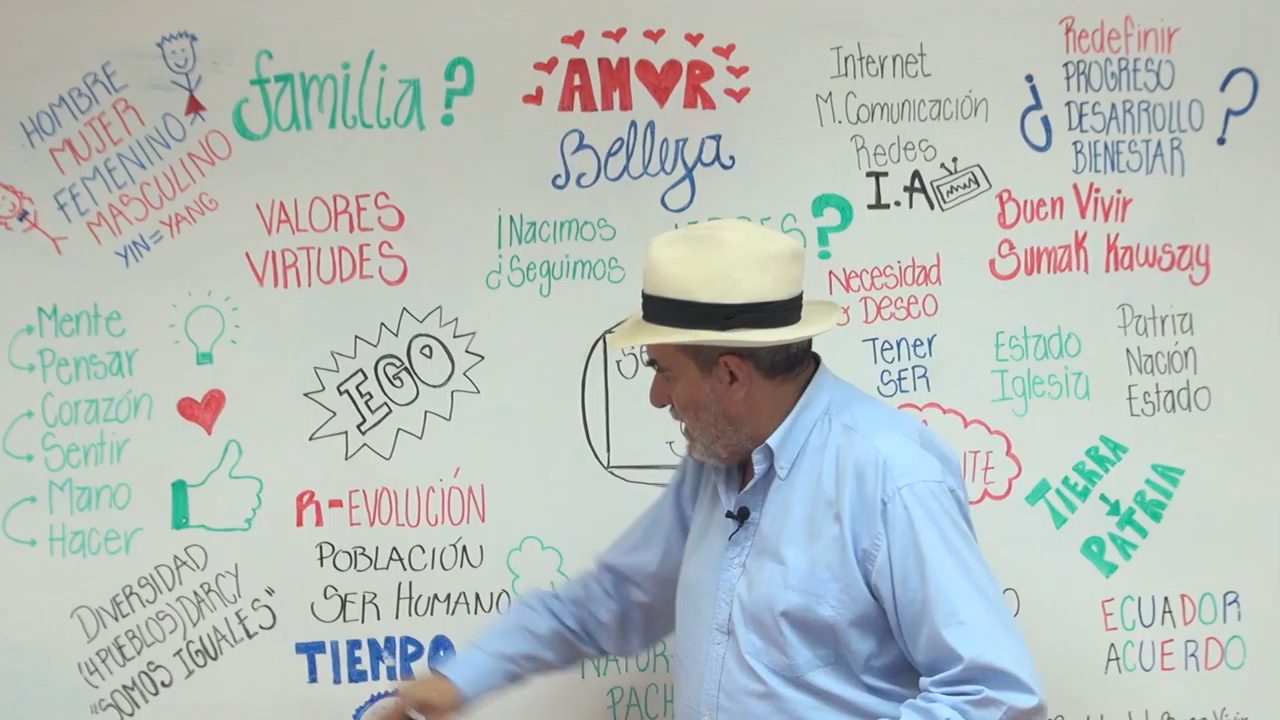 HOMBRE
MUJER
FEMENINO
MASCULINO
YIN=YANG
familia?
AMOR
Belleza
Internet
M.Comunicación
Redes
I.A
Redefinir
¿PROGRESO
DESARROLLO
BIENESTAR?
VALORES
VIRTUDES
¡Nacimos
¿Seguimos
?
Buen Vivir
Sumak Kawsay
Necesidad
Deseo
Tener
SER
Estado
Iglesia
Patria
Nación
Estado
Mente
Pensar
Corazón
Sentir
Mano
Hacer
EGO
TIERRA
PATRIA
R-EVOLUCIÓN
POBLACIÓN
SER HUMANO
TIEMPO
DIVERSIDAD
(4 PUEBLOS) DARCY
"SOMOS IGUALES"
ECUADOR
ACUERDO